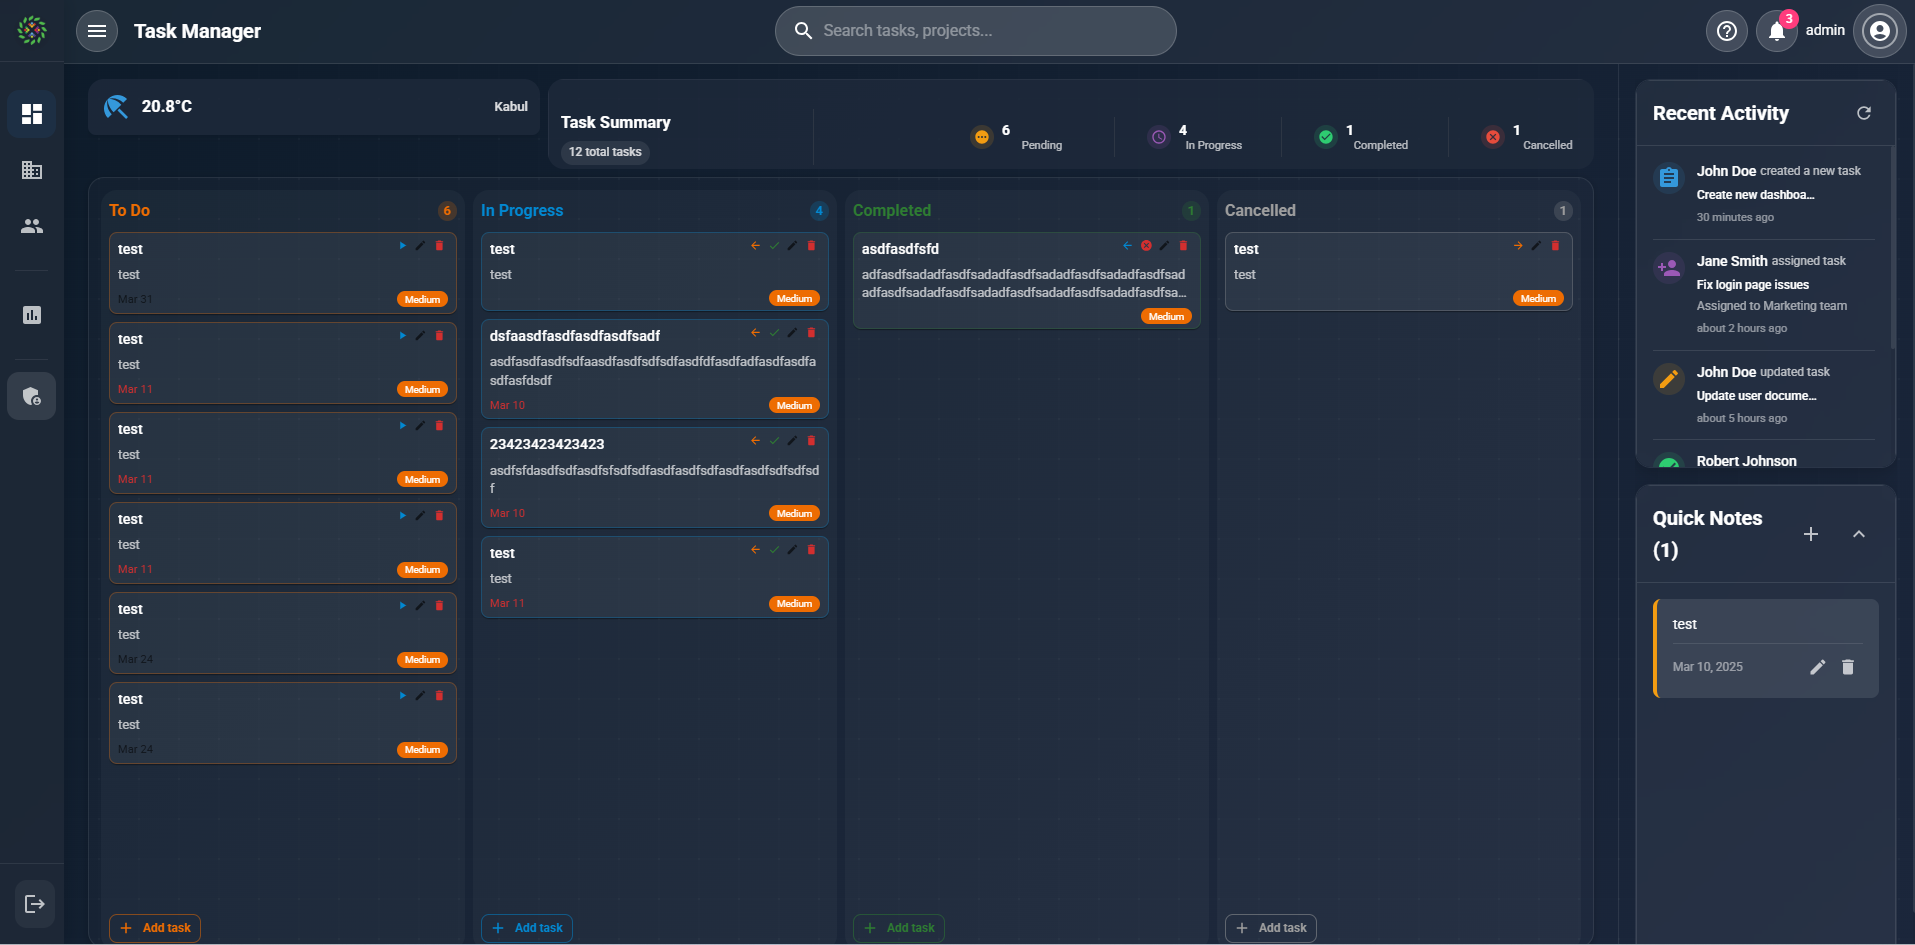 Task Manager
Search tasks, projects...
3
admin
20.8°C
Kabul
Task Summary
12 total tasks
6
Pending
4
In Progress
1
Completed
1
Cancelled
To Do
6
test
test
Mar 31
Medium
test
test
Mar 11
Medium
test
test
Mar 11
Medium
test
test
Mar 11
Medium
test
test
Mar 24
Medium
test
test
Mar 24
Medium
Add task
In Progress
4
test
test
Medium
dsfaasdfasdfasdfasdfsadf
asdfasdfasdfsdfaasdfasdfsdfsdfasdfdfasdfadfasdfasdfa
sdfasfdsdf
Mar 10
Medium
23423423423423
asdfsfdasdfsdfasdfsfsdfsdfasdfasdfsdfasdfasdfsdfsdfsd
f
Mar 10
Medium
test
test
Mar 11
Medium
Add task
Completed
1
asdfasdfsfd
adfasdfsadadfasdfsadadfasdfsadadfasdfsadadfasdfsad
adfasdfsadadfasdfsadadfasdfsadadfasdfsadadfasdfsa...
Medium
Add task
Cancelled
1
test
test
Medium
Add task
Recent Activity
John Doe created a new task
Create new dashboa...
30 minutes ago
Jane Smith assigned task
Fix login page issues
Assigned to Marketing team
about 2 hours ago
John Doe updated task
Update user docume...
about 5 hours ago
Robert Johnson
Quick Notes
(1)
test
Mar 10, 2025